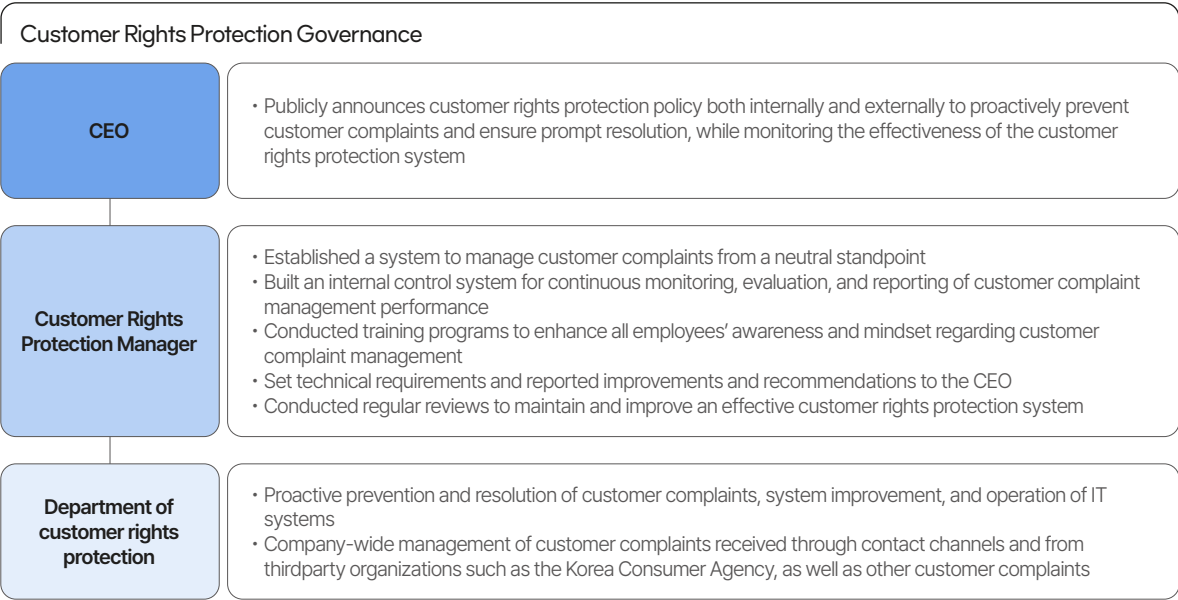 Customer Rights Protection Governance
CEO
• Publicly announces customer rights protection policy both internally and externally to proactively prevent
customer complaints and ensure prompt resolution, while monitoring the effectiveness of the customer
rights protection system
Customer Rights
Protection Manager
• Established a system to manage customer complaints from a neutral standpoint
• Built an internal control system for continuous monitoring, evaluation, and reporting of customer complaint
management performance
• Conducted training programs to enhance all employees’ awareness and mindset regarding customer
complaint management
• Set technical requirements and reported improvements and recommendations to the CEO
• Conducted regular reviews to maintain and improve an effective customer rights protection system
Department of
customer rights
protection
• Proactive prevention and resolution of customer complaints, system improvement, and operation of IT
systems
• Company-wide management of customer complaints received through contact channels and from
thirdparty organizations such as the Korea Consumer Agency, as well as other customer complaints